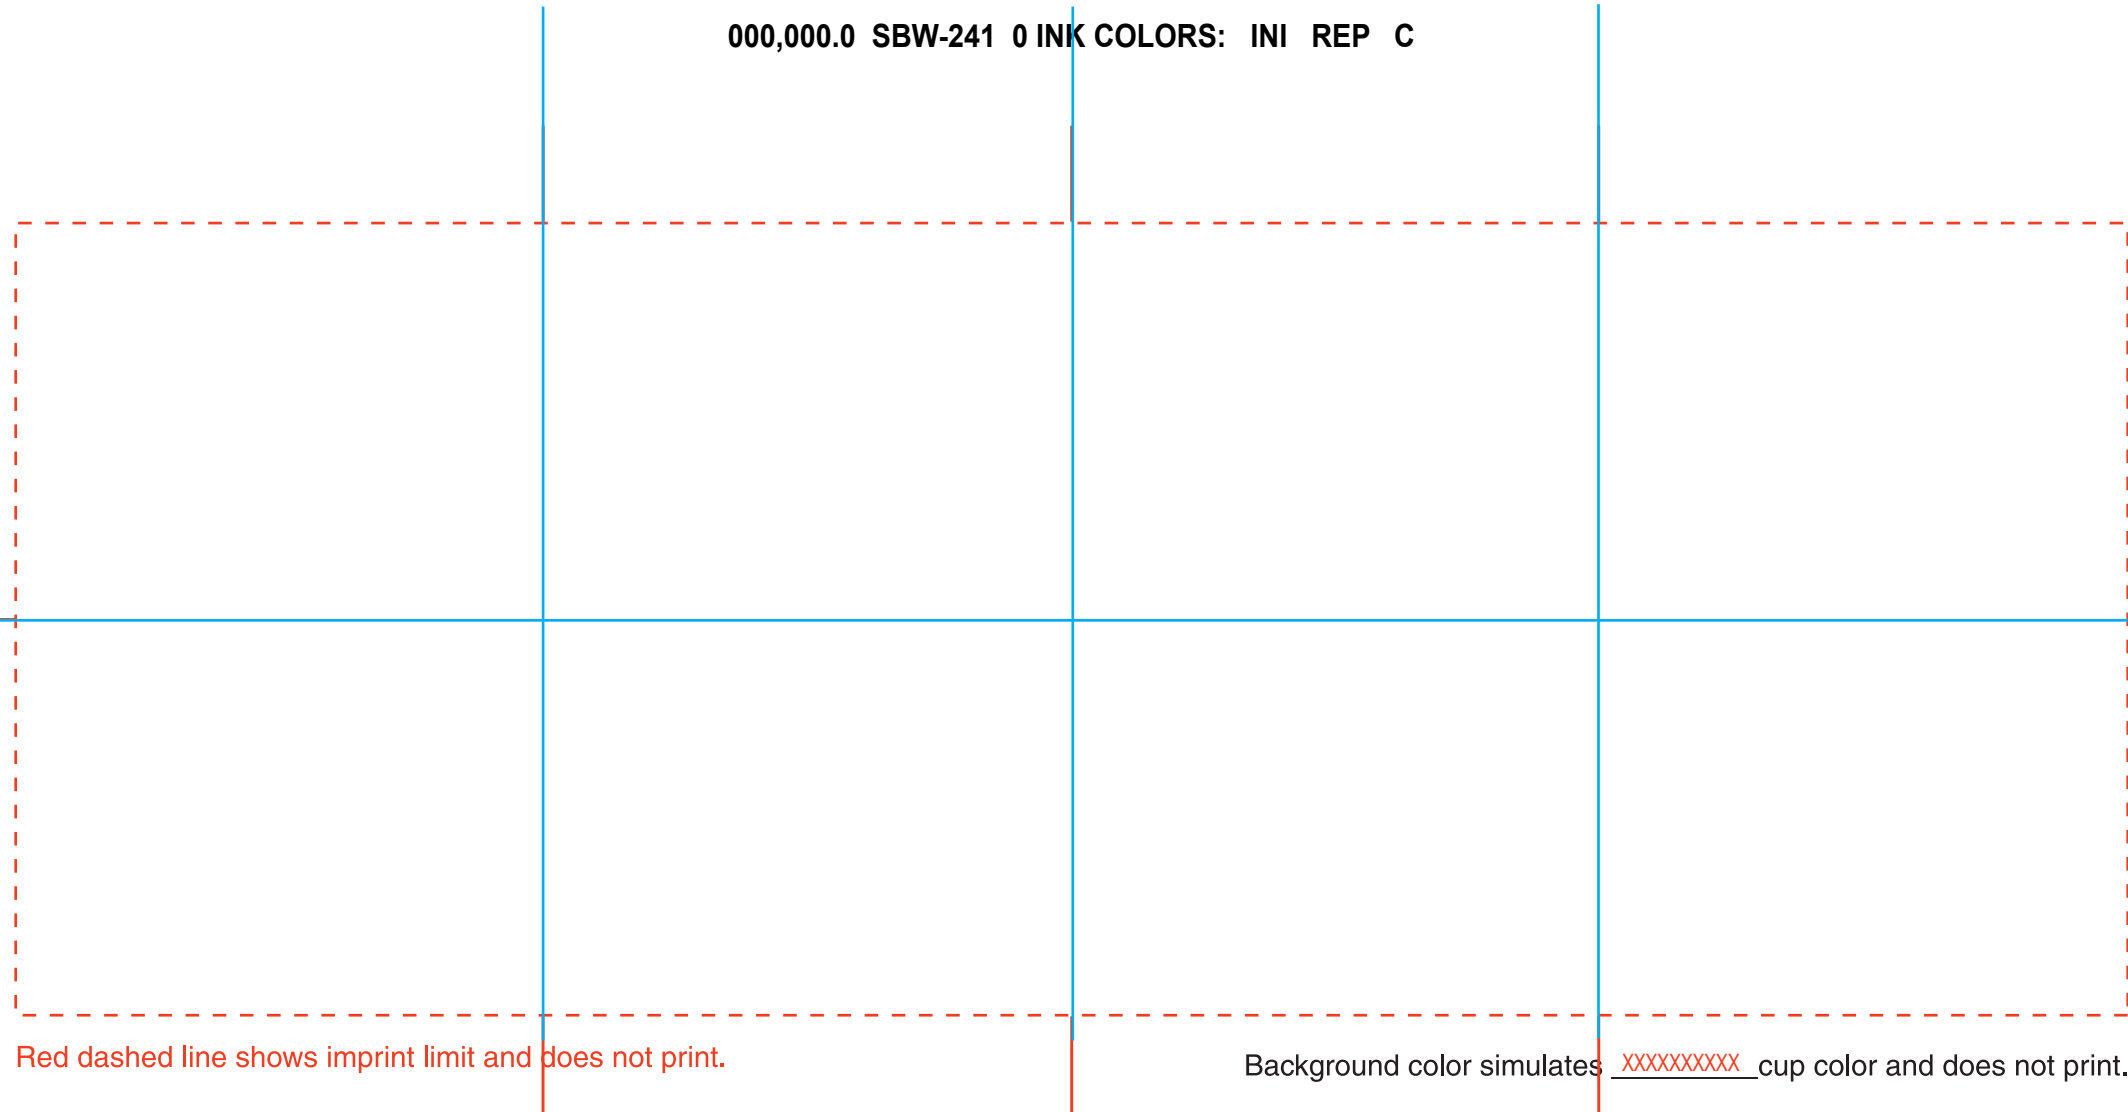 000,000.0 SBW-241 0 INK COLORS: INI REP C
Red dashed line shows imprint limit and does not print.
Background color simulates XXXXXXXXXX cup color and does not print.